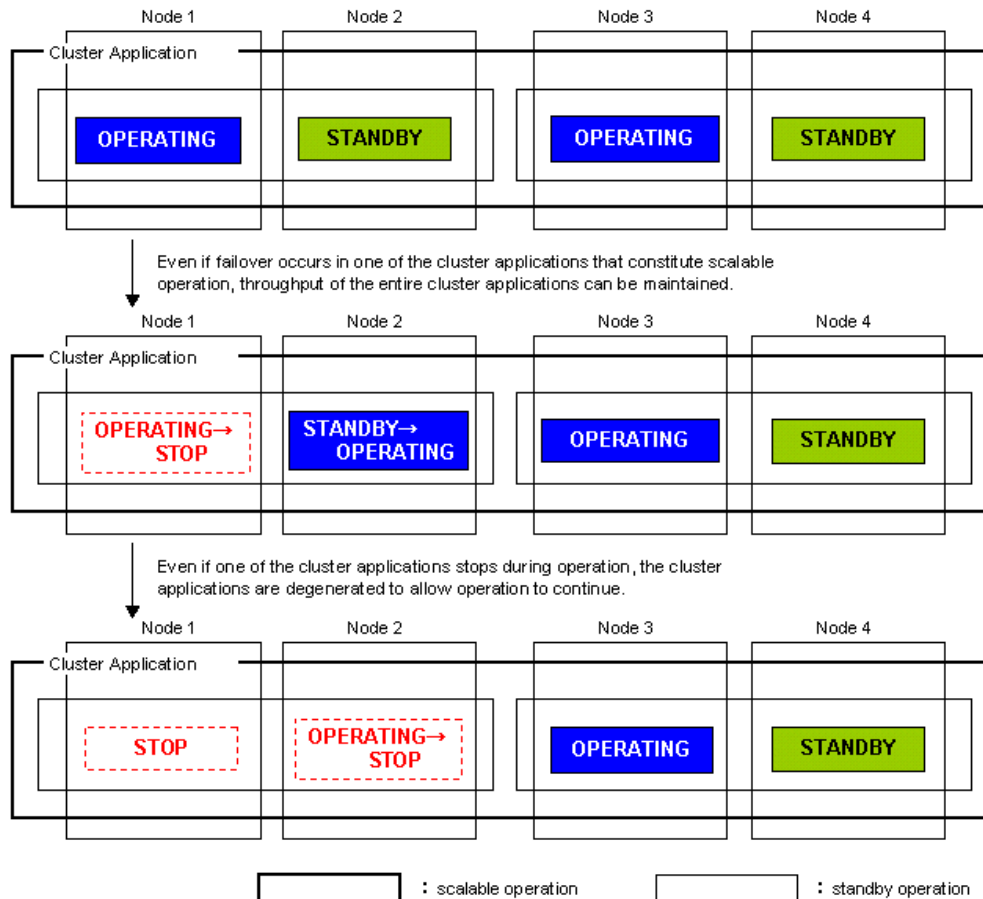 Node 1 Node 2 Node 3 Node 4
Cluster Application
OPERATING STANDBY OPERATING STANDBY
Even if failover occurs in one of the cluster applications that constitute scalable
operation, throughput of the entire cluster applications can be maintained.
Node 1 Node 2 Node 3 Node 4
Cluster Application
OPERATING→
STOP
STANDBY→
OPERATING
OPERATING
STANDBY
Even if one of the cluster applications stops during operation, the cluster
applications are degenerated to allow operation to continue.
Node 1 Node 2 Node 3 Node 4
Cluster Application
STOP
OPERATING→
STOP
OPERATING
STANDBY
: scalable operation : standby operation